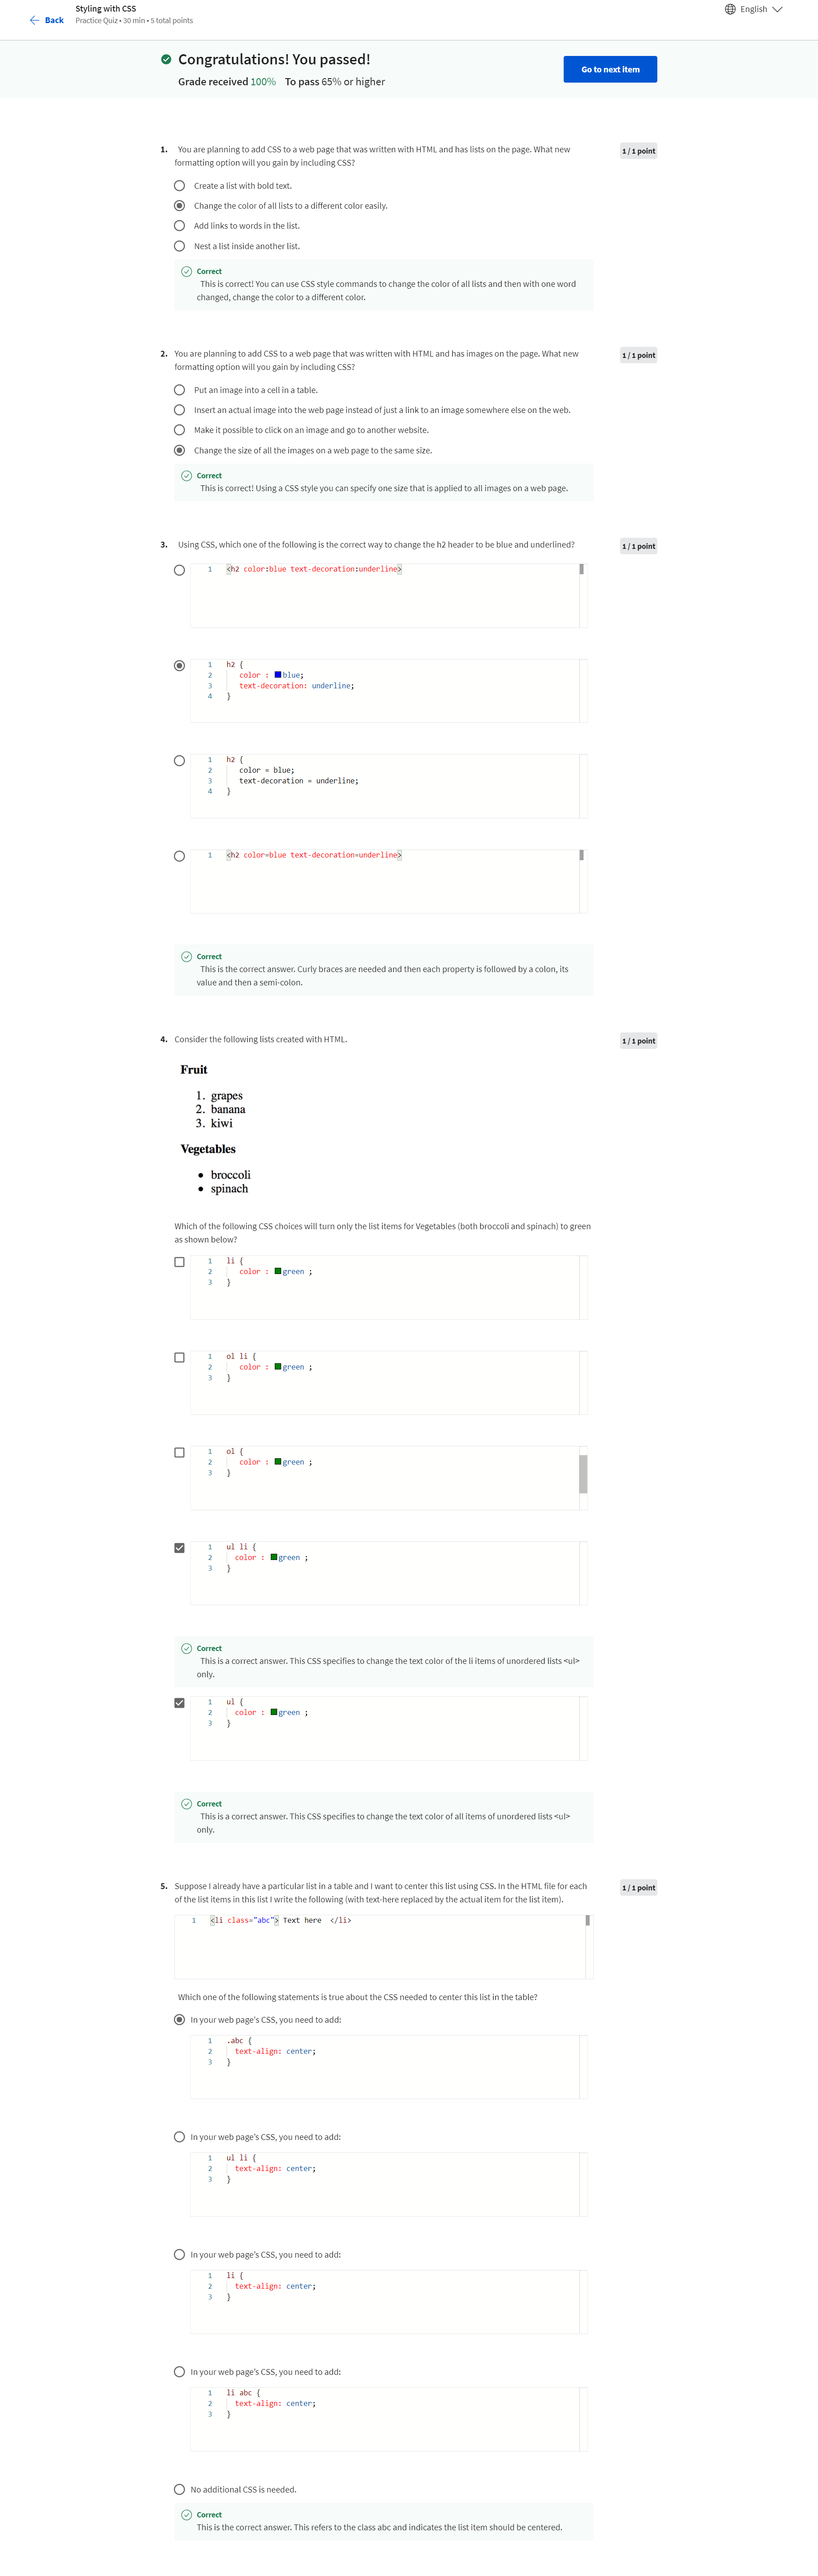 Back
Styling with CSS
Practice Quiz • 30 min • 5 total points
English
Congratulations! You passed!
Grade received 100% To pass 65% or higher
Go to next item
1. You are planning to add CSS to a web page that was written with HTML and has lists on the page. What new
formatting option will you gain by including CSS?
1 / 1 point
Create a list with bold text.
Change the color of all lists to a different color easily.
Add links to words in the list.
Nest a list inside another list.
Correct
This is correct! You can use CSS style commands to change the color of all lists and then with one word
changed, change the color to a different color.
2. You are planning to add CSS to a web page that was written with HTML and has images on the page. What new
formatting option will you gain by including CSS?
1 / 1 point
Put an image into a cell in a table.
Insert an actual image into the web page instead of just a link to an image somewhere else on the web.
Make it possible to click on an image and go to another website.
Change the size of all the images on a web page to the same size.
Correct
This is correct! Using a CSS style you can specify one size that is applied to all images on a web page.
3. Using CSS, which one of the following is the correct way to change the h2 header to be blue and underlined?
1 / 1 point
1 <h2 color:blue text-decoration:underline>
1 h2 {
2 color : blue;
3 text-decoration: underline;
4 }
1 h2 {
2 color = blue;
3 text-decoration = underline;
4 }
1 <h2 color=blue text-decoration=underline>
Correct
This is the correct answer. Curly braces are needed and then each property is followed by a colon, its
value and then a semi-colon.
4. Consider the following lists created with HTML.
1 / 1 point
Fruit
1. grapes
2. banana
3. kiwi
Vegetables
• broccoli
• spinach
Which of the following CSS choices will turn only the list items for Vegetables (both broccoli and spinach) to green
as shown below?
1 li {
2 color : green ;
3 }
1 ol li {
2 color : green ;
3 }
1 ol {
2 color : green ;
3 }
1 ul li {
2 color : green ;
3 }
Correct
This is a correct answer. This CSS specifies to change the text color of the li items of unordered lists <ul>
only.
1 ul {
2 color : green ;
3 }
Correct
This is a correct answer. This CSS specifies to change the text color of all items of unordered lists <ul>
only.
5. Suppose I already have a particular list in a table and I want to center this list using CSS. In the HTML file for each
of the list items in this list I write the following (with text-here replaced by the actual item for the list item).
1 / 1 point
1 <li class="abc"> Text here </li>
Which one of the following statements is true about the CSS needed to center this list in the table?
In your web page's CSS, you need to add:
1 .abc {
2 text-align: center;
3 }
In your web page's CSS, you need to add:
1 ul li {
2 text-align: center;
3 }
In your web page's CSS, you need to add:
1 li {
2 text-align: center;
3 }
In your web page's CSS, you need to add:
1 li abc {
2 text-align: center;
3 }
No additional CSS is needed.
Correct
This is the correct answer. This refers to the class abc and indicates the list item should be centered.